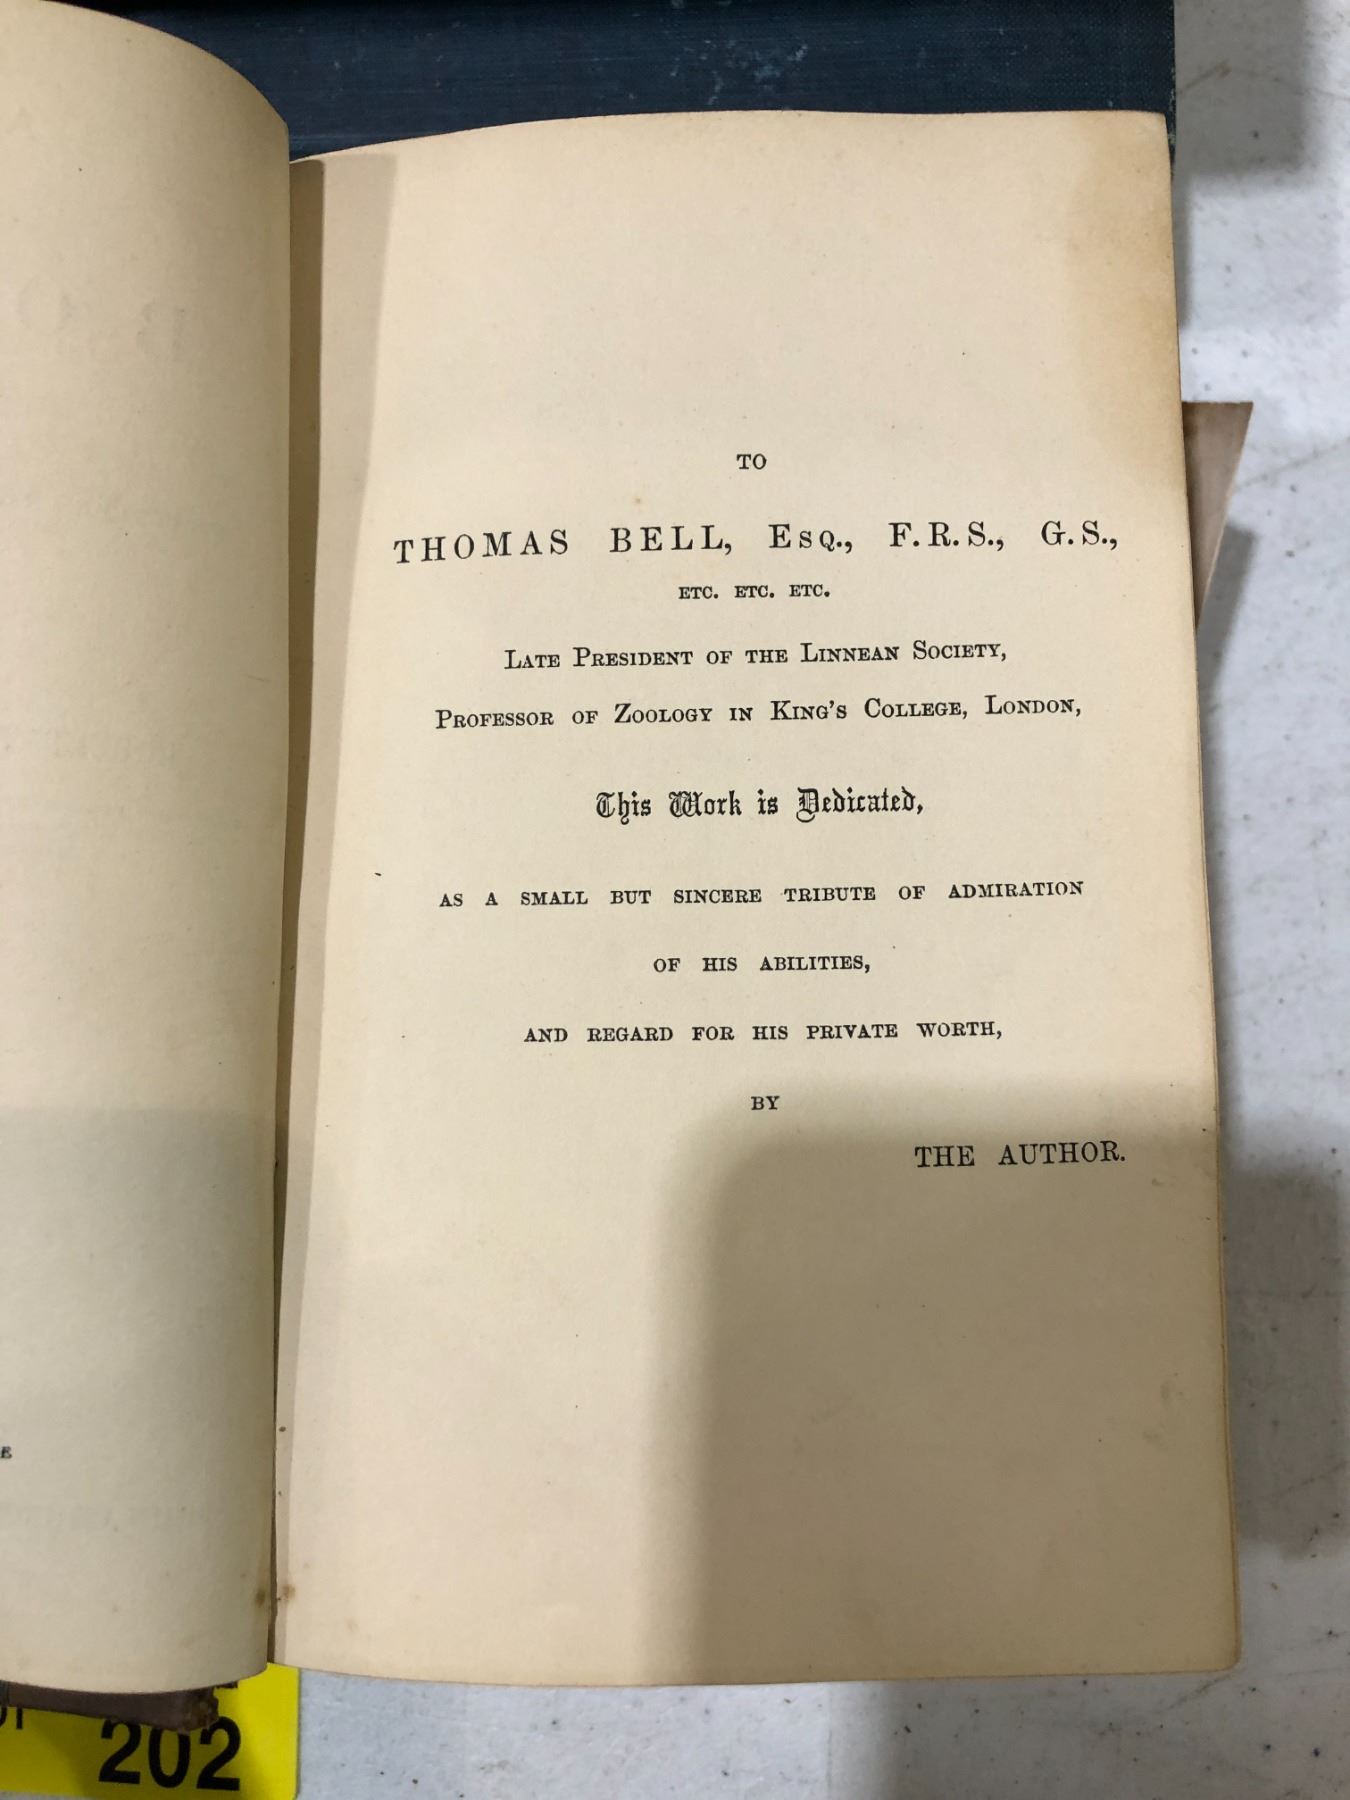 TO
THOMAS BELL, ESQ., F.R.S., G.S.,
ETC. ETC. ETC.
LATE PRESIDENT OF THE LINNEAN SOCIETY,
PROFESSOR OF ZOOLOGY IN KING'S COLLEGE, LONDON,
This Work is Dedicated,
AS A SMALL BUT SINCERE TRIBUTE OF ADMIRATION
OF HIS ABILITIES,
AND REGARD FOR HIS PRIVATE WORTH,
BY
THE AUTHOR.
E
202